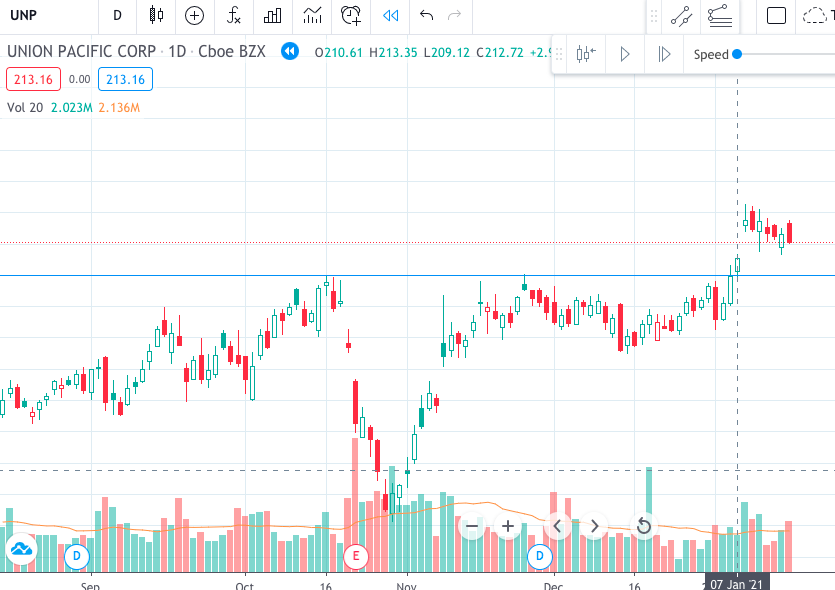 UNP D
UNION PACIFIC CORP · 1D · Cboe BZX O210.61 H213.35 L209.12 C212.72 +2.9
Speed
213.16 0.00 213.16
Vol 20 2.023M 2.136M
D E D
Sep Oct 16 Nov Dec 16 07 Jan '21